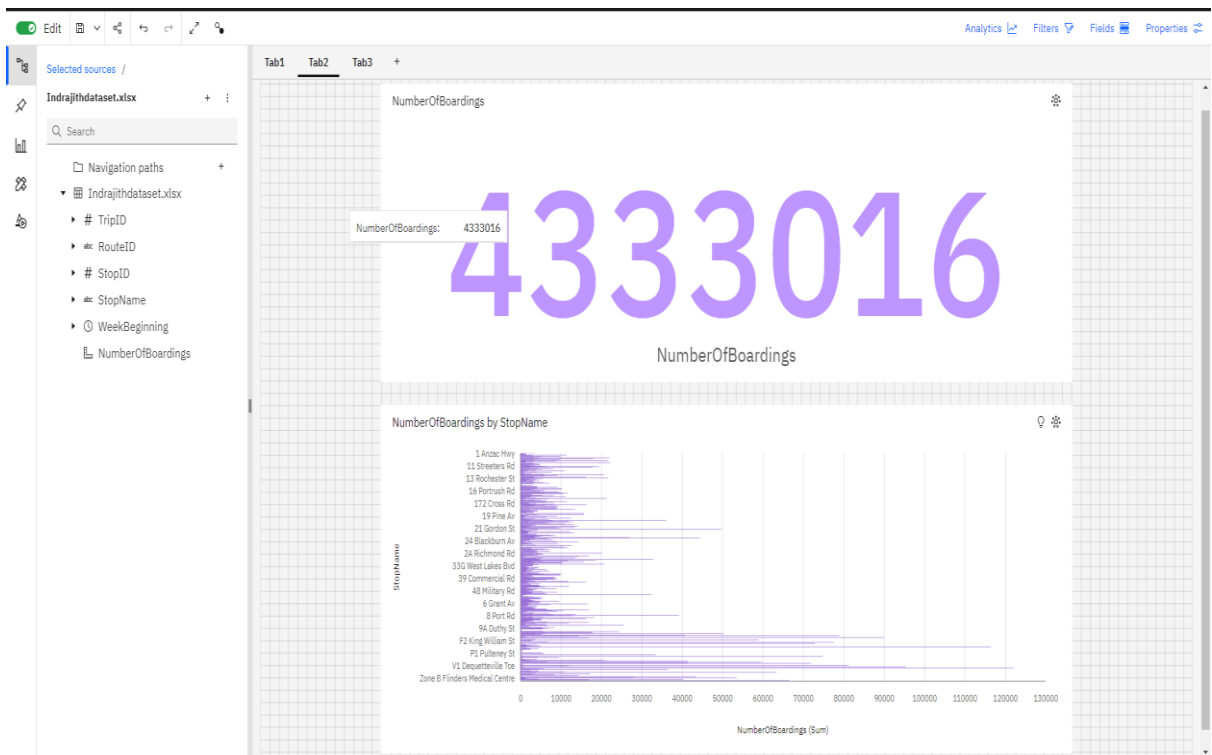 Edit
Analytics Filters Fields Properties
Selected sources /
Tab1 Tab2 Tab3 +
Indrajithdataset.xlsx
Search
Navigation paths
Indrajithdataset.xlsx
# TripID
abc RouteID
# StopID
abc StopName
WeekBeginning
NumberOfBoardings
NumberOfBoardings
4333016
NumberOfBoardings: 4333016
NumberOfBoardings
NumberOfBoardings by StopName
StopName
1 Anzac Hwy
11 Streeters Rd
13 Rochester St
16 Portrush Rd
172 Cross Rd
19 Pine Av
21 Gordon St
24 Blackburn Av
2A Richmond Rd
33G West Lakes Bvd
39 Commercial Rd
48 Military Rd
6 Grant Av
8 Port Rd
9A Duthy St
F2 King William St
P1 Pulteney St
V1 Dequetteville Tce
Zone B Flinders Medical Centre
0 10000 20000 30000 40000 50000 60000 70000 80000 90000 100000 110000 120000 130000
NumberOfBoardings (Sum)